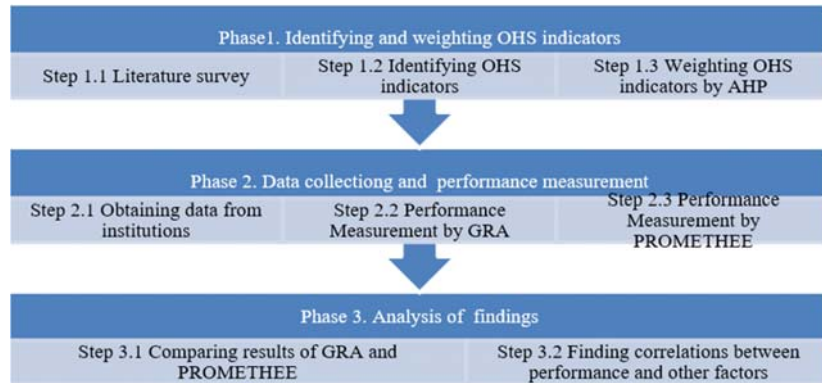 Phase1. Identifying and weighting OHS indicators
Step 1.1 Literature survey
Step 1.2 Identifying OHS
indicators
Step 1.3 Weighting OHS
indicators by AHP
Phase 2. Data collectiong and performance measurement
Step 2.1 Obtaining data from
institutions
Step 2.2 Performance
Measurement by GRA
Step 2.3 Performance
Measurement by
PROMETHEE
Phase 3. Analysis of findings
Step 3.1 Comparing results of GRA and
PROMETHEE
Step 3.2 Finding correlations between
performance and other factors